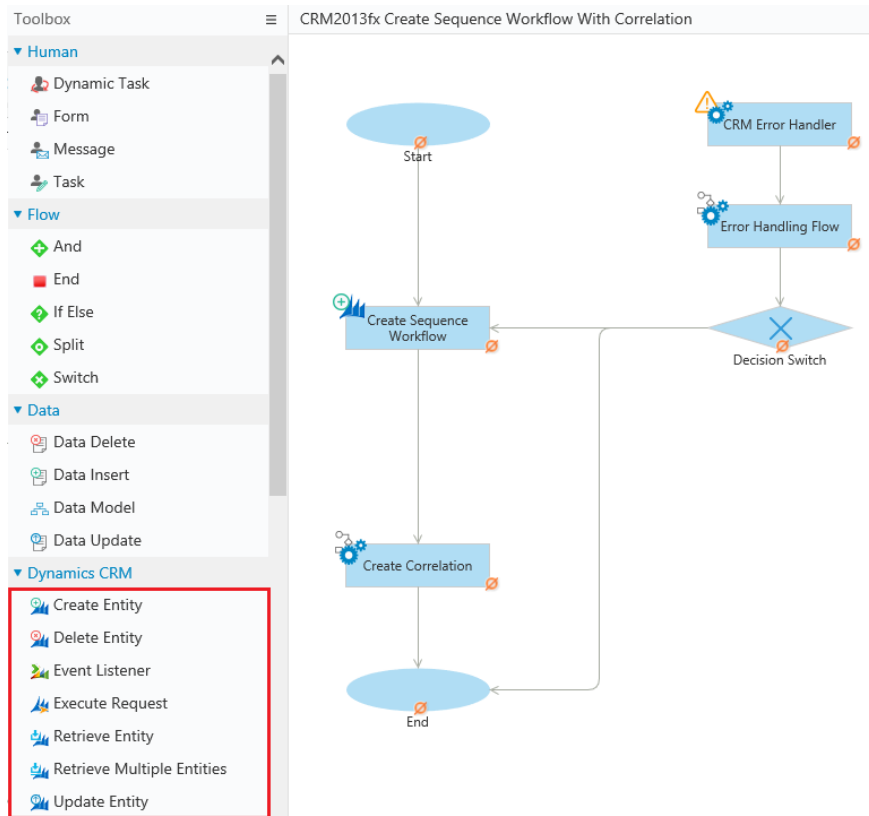 Toolbox
Human
Dynamic Task
Form
Message
Task
Flow
And
End
If Else
Split
Switch
Data
Data Delete
Data Insert
Data Model
Data Update
Dynamics CRM
Create Entity
Delete Entity
Event Listener
Execute Request
Retrieve Entity
Retrieve Multiple Entities
Update Entity
CRM2013fx Create Sequence Workflow With Correlation
Start
CRM Error Handler
Error Handling Flow
Create Sequence
Workflow
Decision Switch
Create Correlation
End